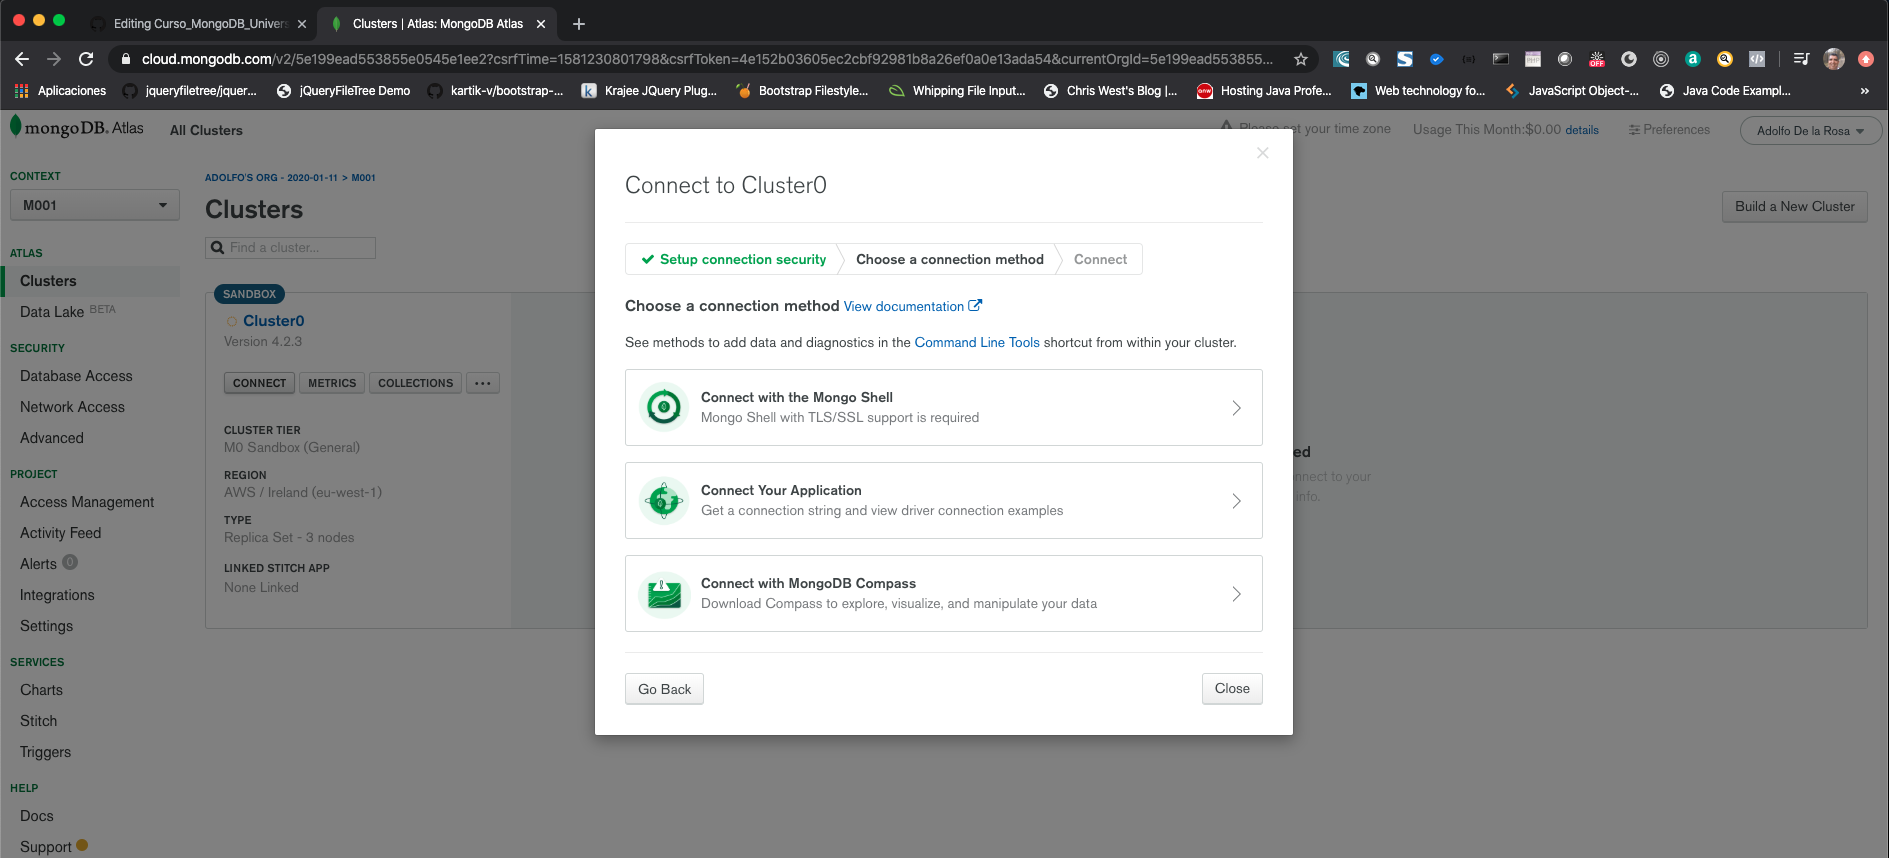 Editing Curso_MongoDB_Univers
Clusters | Atlas: MongoDB Atlas
cloud.mongodb.com/v2/5e199ead553855e0545e1ee2?csrfTime=1581230801798&csrfToken=4e152b03605ec2cbf92981b8a26ef0a0e13ada54&currentOrgId=5e199ead553855...
Aplicaciones
jqueryfiletree/jquer...
jQueryFileTree Demo
kartik-v/bootstrap-...
Krajee JQuery Plug...
Bootstrap Filestyle...
Whipping File Input...
Chris West's Blog |...
Hosting Java Profe...
Web technology fo...
JavaScript Object-...
Java Code Exampl...
»
mongoDB. Atlas
All Clusters
Please set your time zone
Usage This Month:$0.00 details
Preferences
Adolfo De la Rosa
CONTEXT
M001
ATLAS
Clusters
Data Lake BETA
SECURITY
Database Access
Network Access
Advanced
PROJECT
Access Management
Activity Feed
Alerts 0
Integrations
Settings
SERVICES
Charts
Stitch
Triggers
HELP
Docs
Support
ADOLFO'S ORG - 2020-01-11 > M001
Clusters
Build a New Cluster
Find a cluster...
SANDBOX
Cluster0
Version 4.2.3
CONNECT
METRICS
COLLECTIONS
...
CLUSTER TIER
M0 Sandbox (General)
REGION
AWS / Ireland (eu-west-1)
TYPE
Replica Set - 3 nodes
LINKED STITCH APP
None Linked
Connect to Cluster0
Setup connection security
Choose a connection method
Connect
Choose a connection method View documentation
See methods to add data and diagnostics in the Command Line Tools shortcut from within your cluster.
Connect with the Mongo Shell
Mongo Shell with TLS/SSL support is required
Connect Your Application
Get a connection string and view driver connection examples
Connect with MongoDB Compass
Download Compass to explore, visualize, and manipulate your data
Go Back
Close
ed
nnect to your
info.